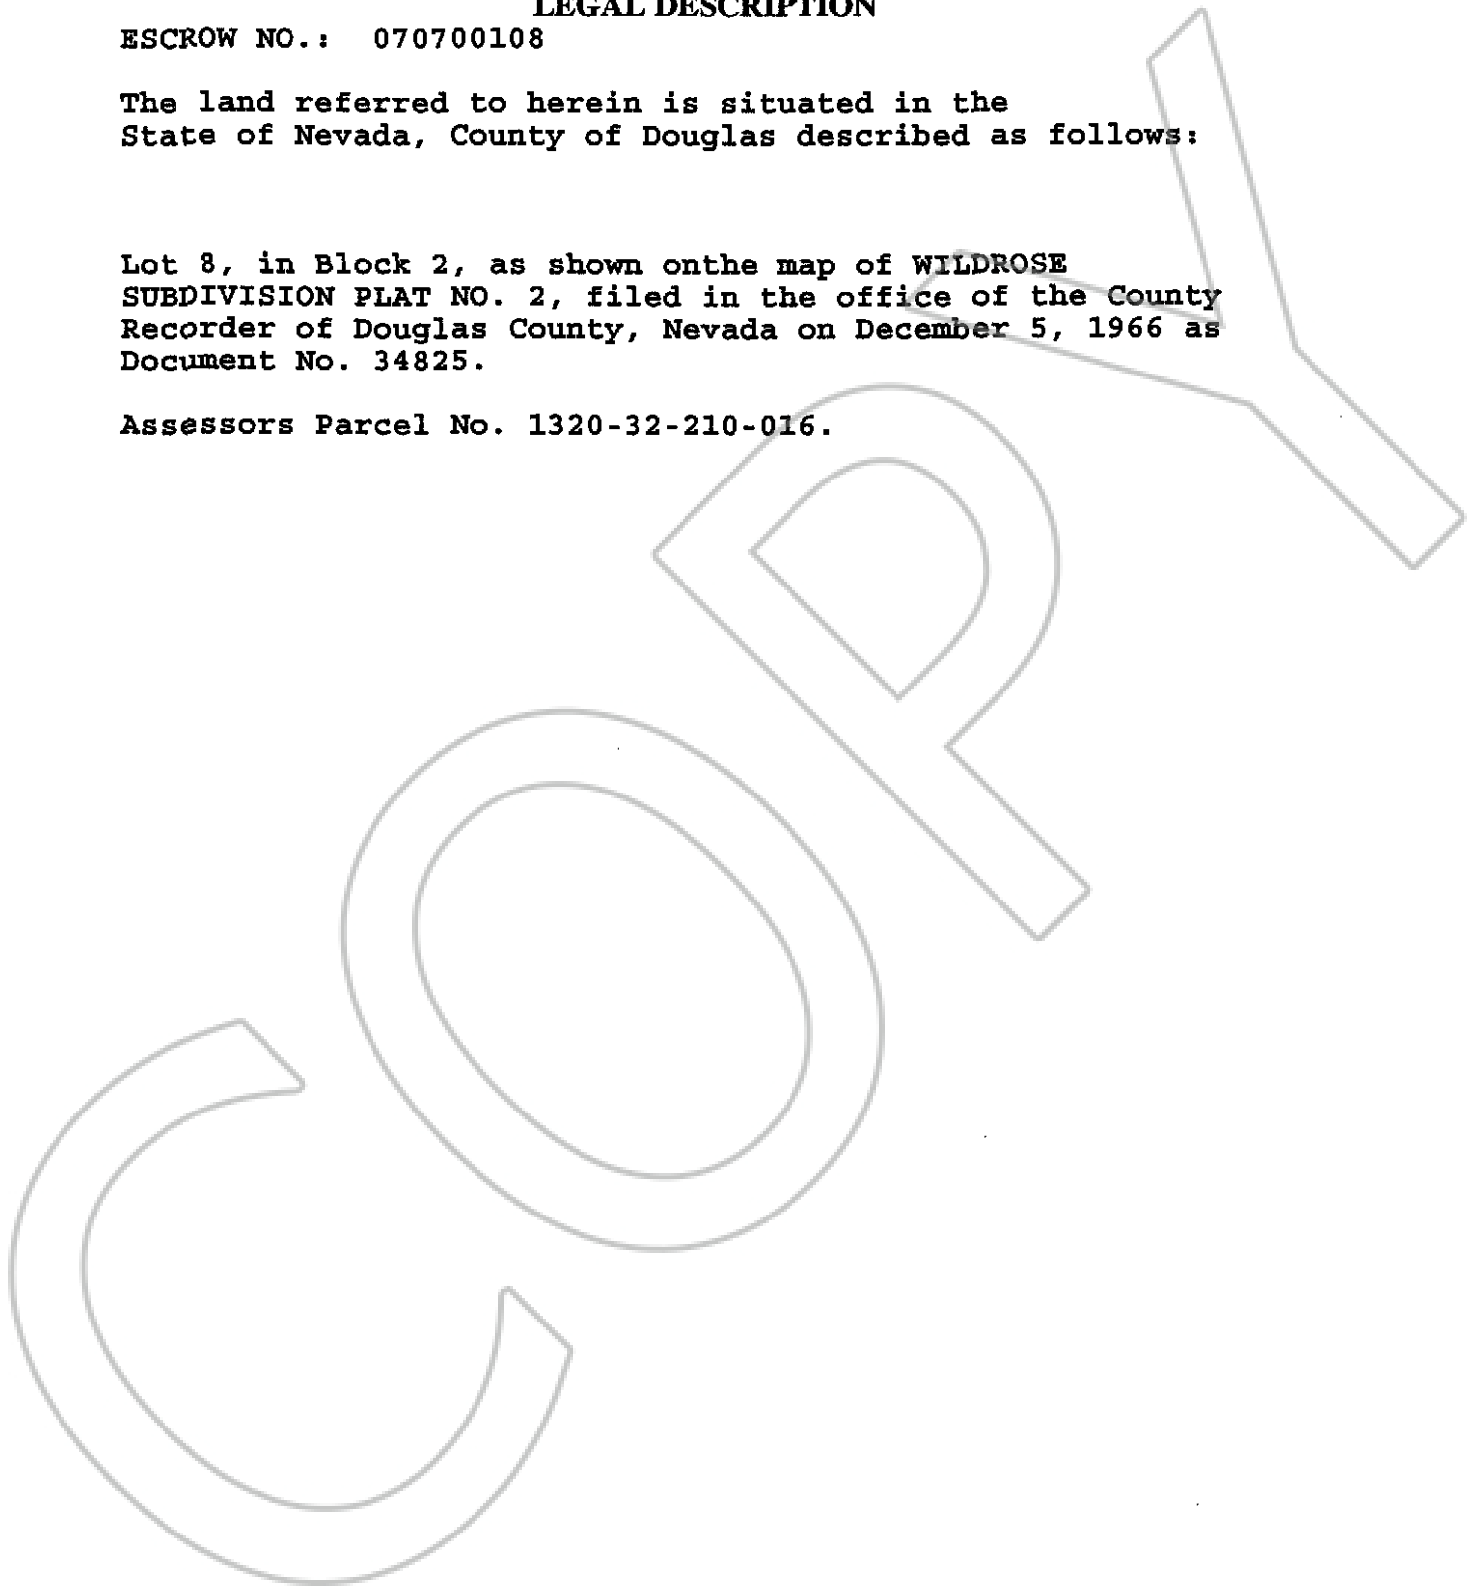 LEGAL DESCRIPTION
ESCROW NO.: 070700108
The land referred to herein is situated in the
State of Nevada, County of Douglas described as follows:
Lot 8, in Block 2, as shown onthe map of WILDROSE
SUBDIVISION PLAT NO. 2, filed in the office of the County
Recorder of Douglas County, Nevada on December 5, 1966 as
Document No. 34825.
Assessors Parcel No. 1320-32-210-016.
COPY